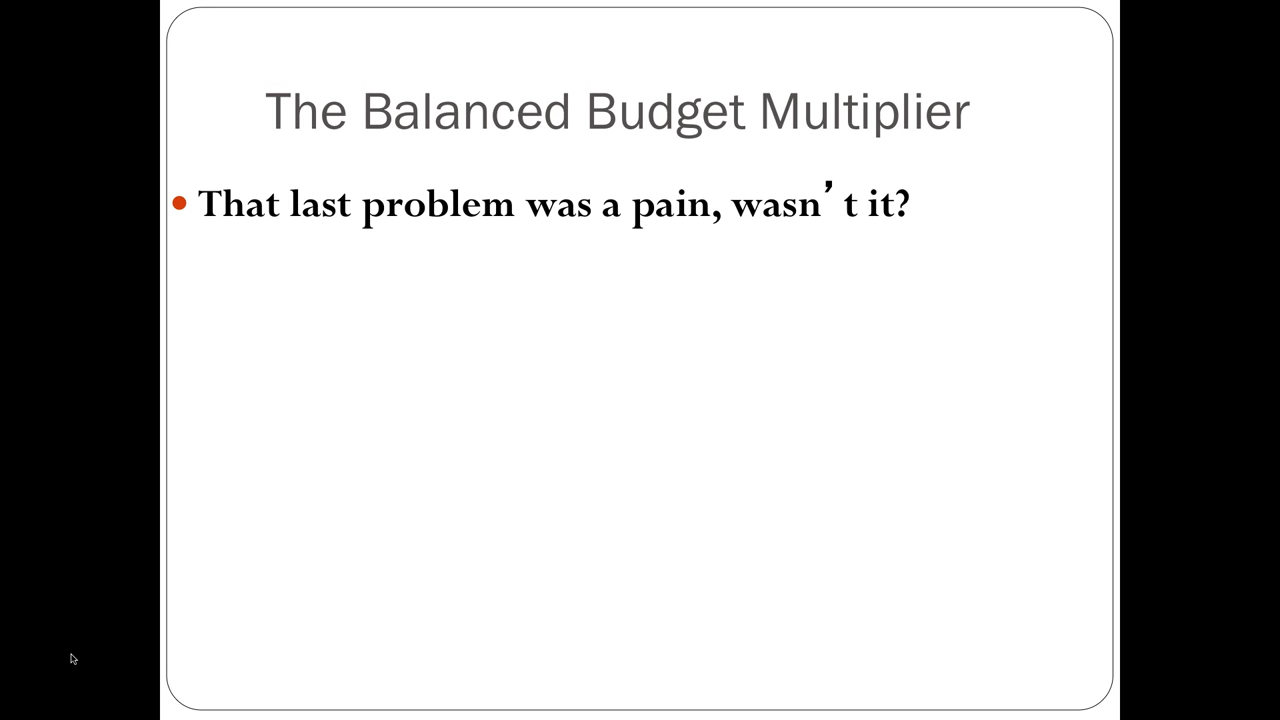 The Balanced Budget Multiplier
• That last problem was a pain, wasn’ t it?